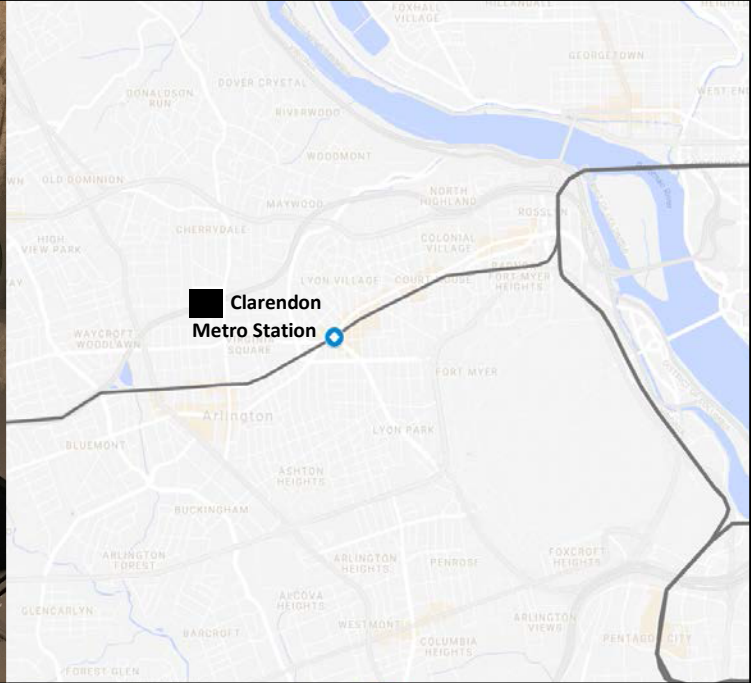 FOXHALL
VILLAGE
HILLANDALE
HEIGHTS
GEORGETOWN
DOVER CRYSTAL
DONALDSON
RUN
WEST END
RIVERWOOD
WOODMONT
OLD DOMINION
NORTH
HIGHLAND
MAYWOOD
CHERRYDALE
HIGH
VIEW PARK
COLONIAL
VILLAGE
LYON VILLAGE
COURT HOUSE
FORT MYER
HEIGHTS
Clarendon
Metro Station
WAYCROFT
WOODLAWN
VIRGINIA
SQUARE
FORT MYER
Arlington
LYON PARK
BLUEMONT
ASHTON
HEIGHTS
BUCKINGHAM
ARLINGTON
FOREST
ARLINGTON
HEIGHTS
PENROSE
FOXCROFT
HEIGHTS
ALCOVA
HEIGHTS
GLENCARLYN
WESTMONT
ARLINGTON
VIEWS
BARCROFT
COLUMBIA
HEIGHTS
PENTAGON CITY
FOREST GLEN